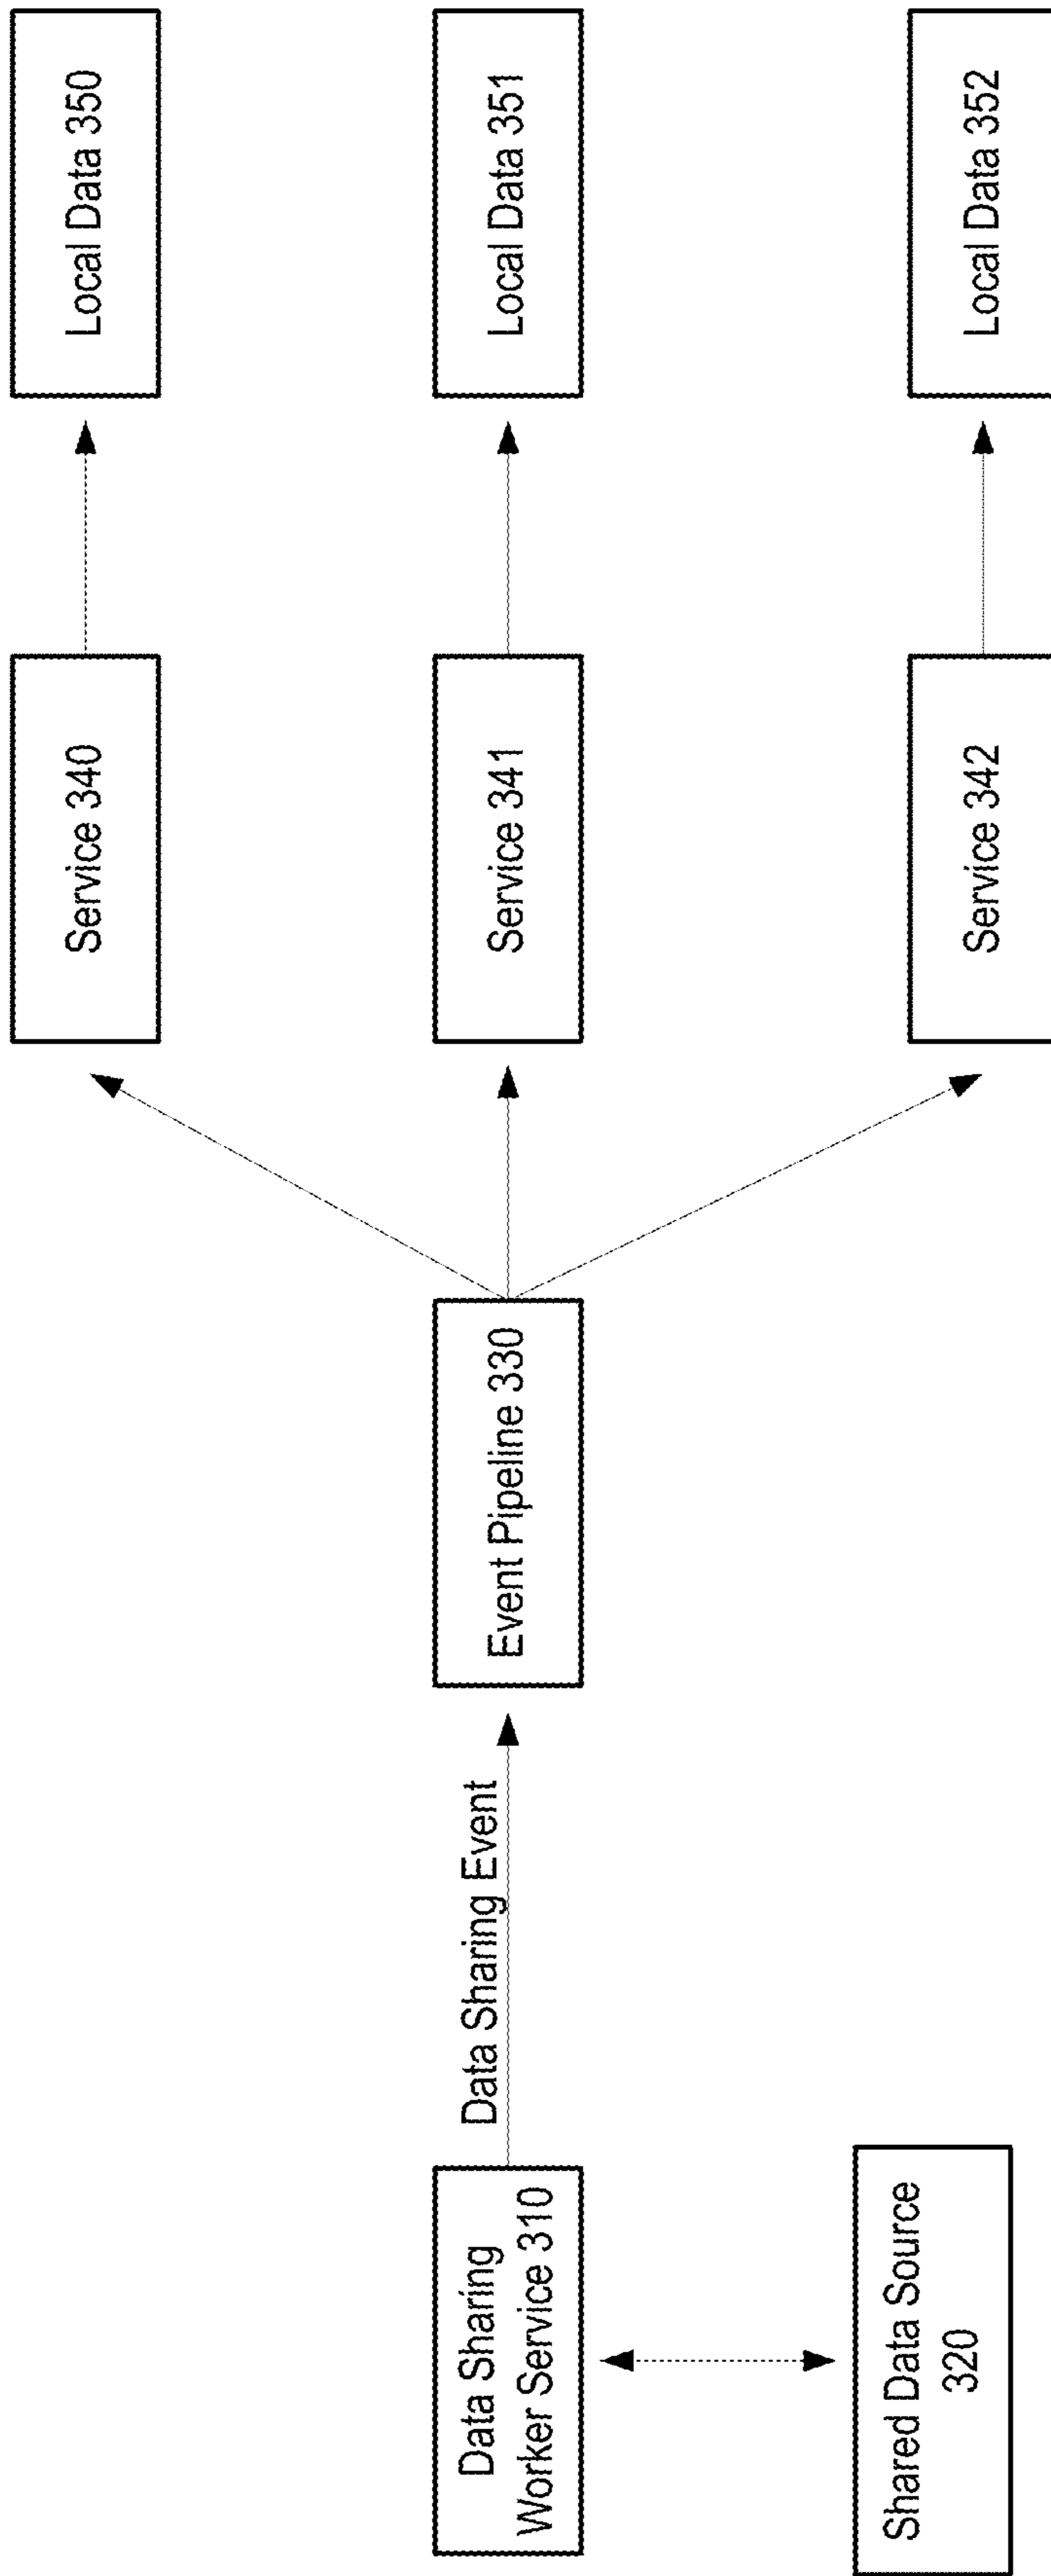 Data Sharing
Worker Service 310
Shared Data Source
320
Data Sharing Event
Event Pipeline 330
Service 340
Service 341
Service 342
Local Data 350
Local Data 351
Local Data 352